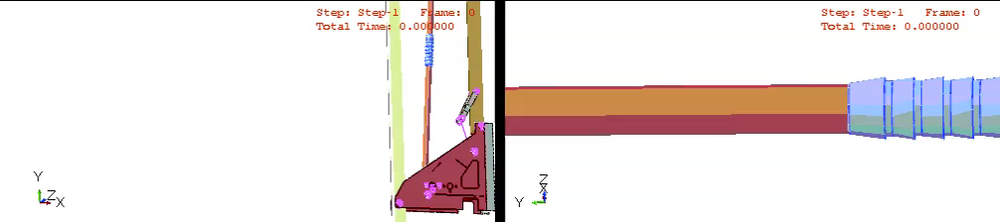 Step: Step-1 Frame: 0
Total Time: 0.000000
Y
Z X
Step: Step-1 Frame: 0
Total Time: 0.000000
Z
X
Y